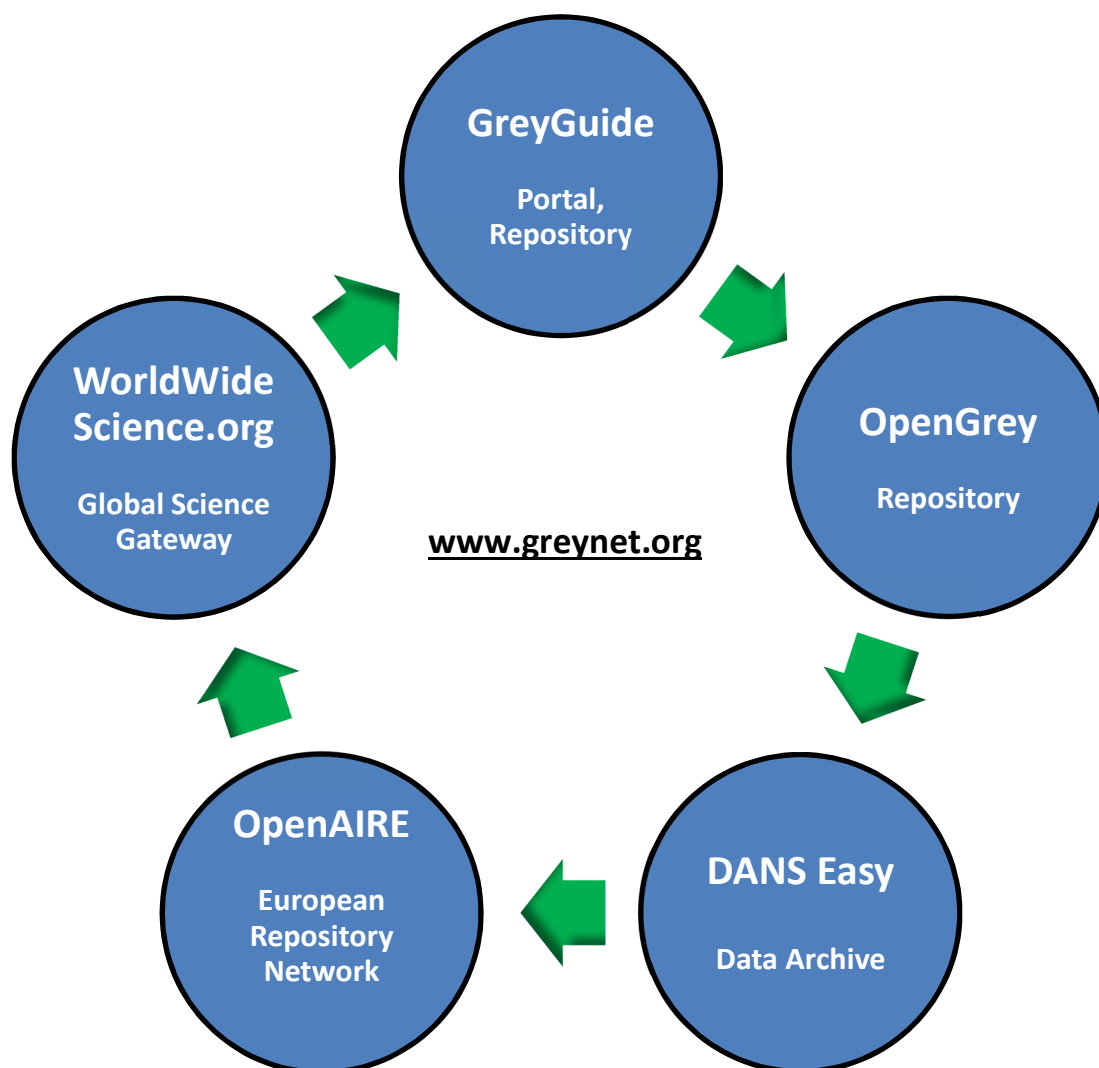 GreyGuide
Portal,
Repository
OpenGrey
Repository
DANS Easy
Data Archive
OpenAIRE
European
Repository
Network
WorldWide
Science.org
Global Science
Gateway
www.greynet.org